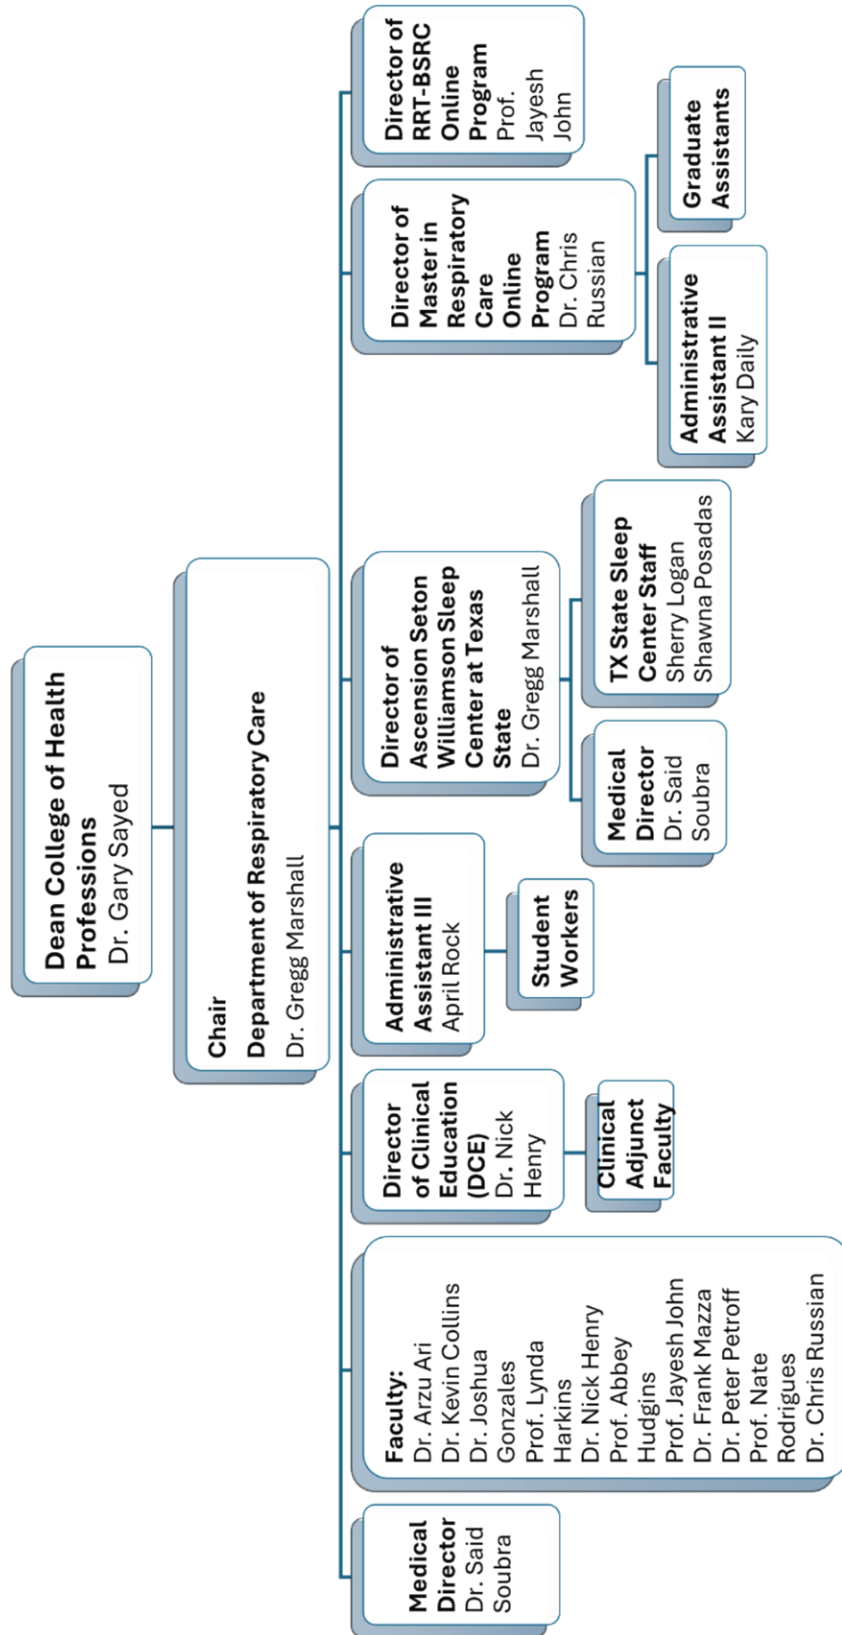 Dean College of Health
Professions
Dr. Gary Sayed
Chair
Department of Respiratory Care
Dr. Gregg Marshall
Medical
Director
Dr. Said
Soubra
Faculty:
Dr. Arzu Ari
Dr. Kevin Collins
Dr. Joshua
Gonzales
Prof. Lynda
Harkins
Dr. Nick Henry
Prof. Abbey
Hudgins
Prof. Jayesh John
Dr. Frank Mazza
Dr. Peter Petroff
Prof. Nate
Rodrigues
Dr. Chris Russian
Director
of Clinical
Education
(DCE)
Dr. Nick
Henry
Clinical
Adjunct
Faculty
Administrative
Assistant III
April Rock
Student
Workers
Director of
Ascension Seton
Williamson Sleep
Center at Texas
State
Dr. Gregg Marshall
Medical
Director
Dr. Said
Soubra
TX State Sleep
Center Staff
Sherry Logan
Shawna Posadas
Director of
Master in
Respiratory
Care
Online
Program
Dr. Chris
Russian
Administrative
Assistant II
Kary Daily
Graduate
Assistants
Director of
RRT-BSRC
Online
Program
Prof.
Jayesh
John